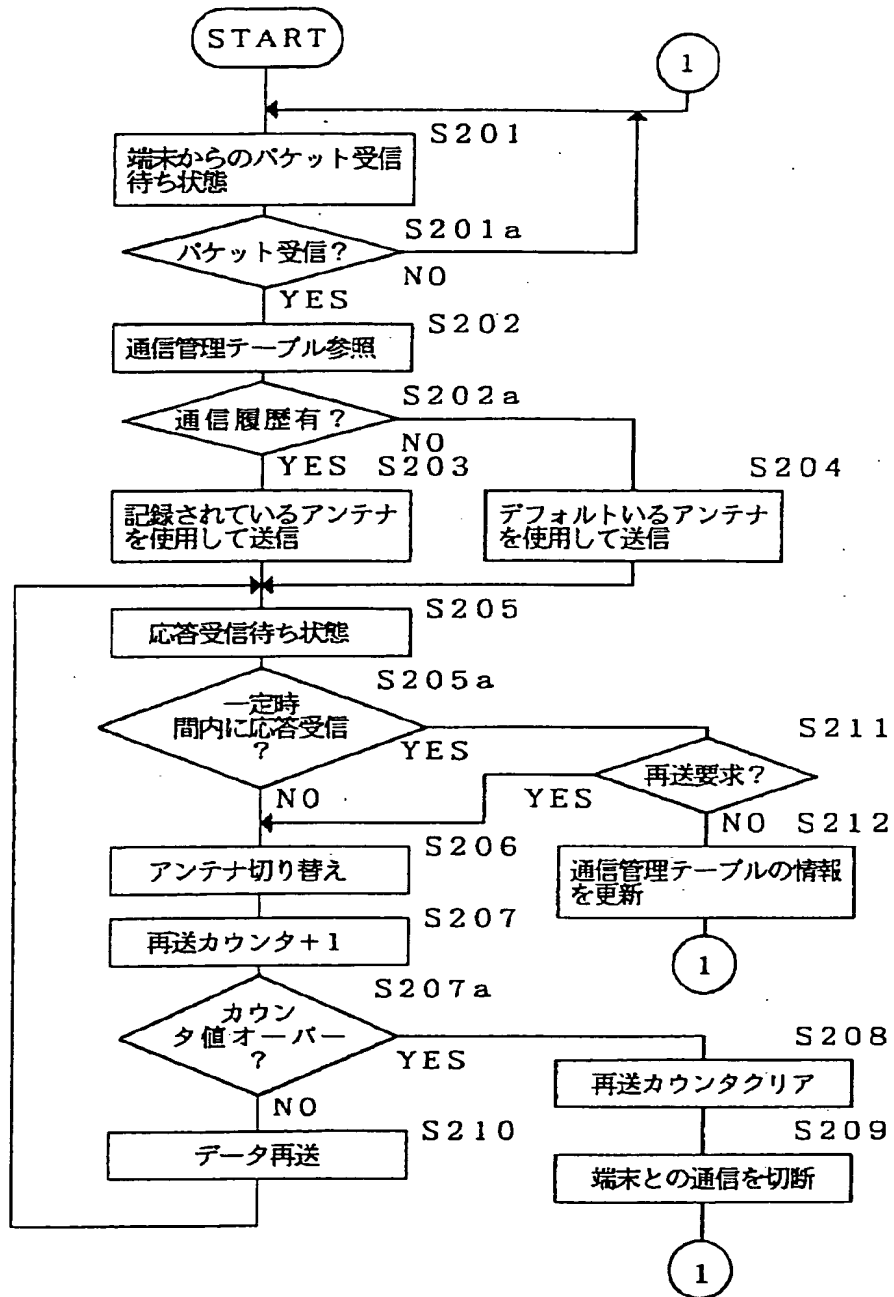 START
1
S201
端末からのパケット受信
待ち状態
S201a
パケット受信？
NO
YES
S202
通信管理テーブル参照
S202a
通信履歴有？
NO
YES
S203
S204
記録されているアンテナ
を使用して送信
デフォルトいるアンテナ
を使用して送信
S205
応答受信待ち状態
S205a
一定時
間内に応答受信
？
YES
NO
S211
再送要求？
YES
NO
S212
通信管理テーブルの情報
を更新
1
S206
アンテナ切り替え
S207
再送カウンタ＋1
S207a
カウン
タ値オーバー
？
YES
NO
S208
再送カウンタクリア
S209
端末との通信を切断
1
S210
データ再送